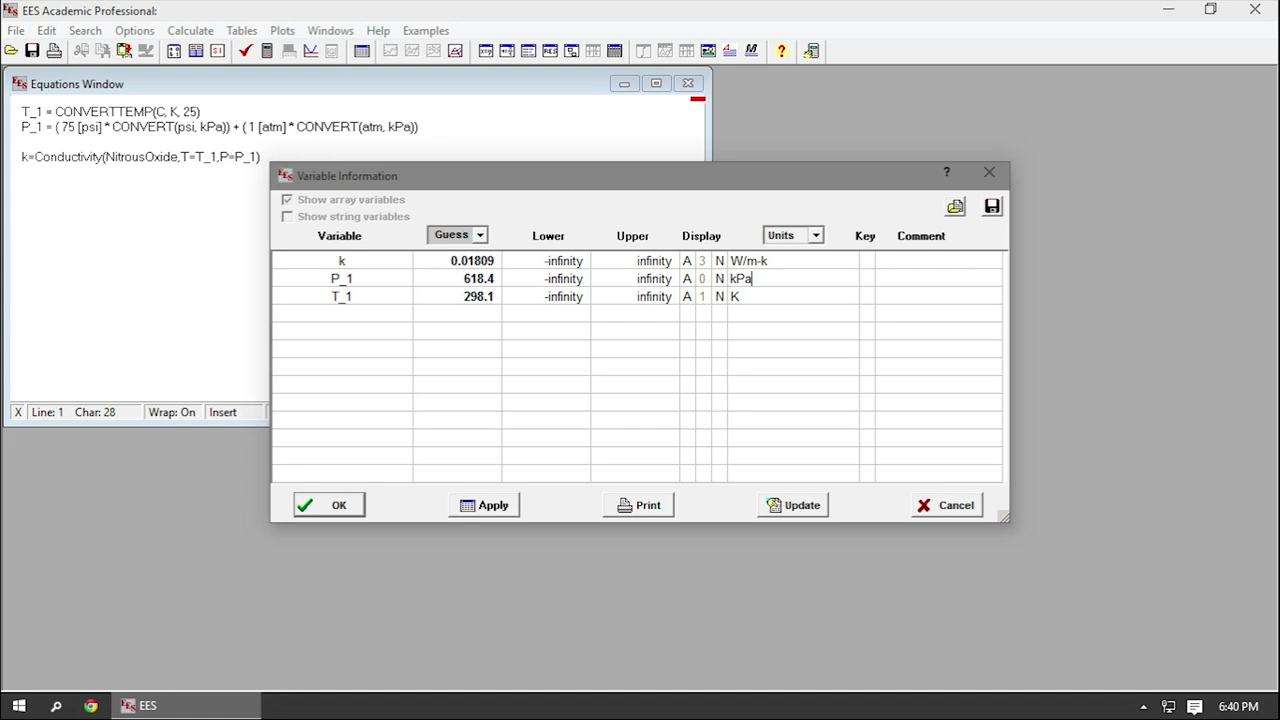 EES Academic Professional:
File Edit Search Options Calculate Tables Plots Windows Help Examples
Equations Window
T_1 = CONVERTTEMP(C, K, 25)
P_1 = ( 75 [psi] * CONVERT(psi, kPa)) + ( 1 [atm] * CONVERT(atm, kPa))
k=Conductivity(NitrousOxide,T=T_1,P=P_1)
X Line: 1 Char: 28 Wrap: On Insert
Variable Information ?
Show array variables
Show string variables
Variable Guess Lower Upper Display Units Key Comment
k 0.01809 -infinity infinity A 3 N W/m-k
P_1 618.4 -infinity infinity A 0 N kPa
T_1 298.1 -infinity infinity A 1 N K
OK Apply Print Update Cancel
EES 6:40 PM